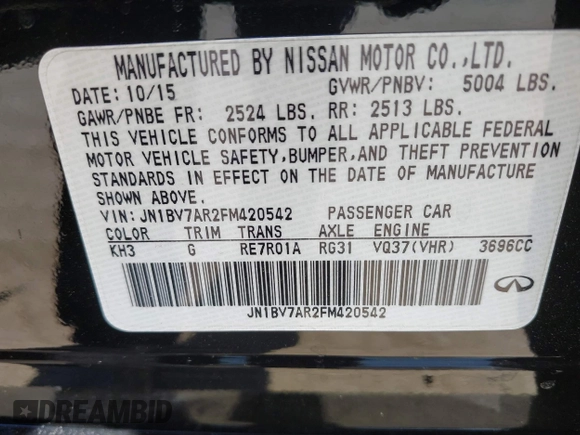 MANUFACTURED BY NISSAN MOTOR CO.,LTD.
DATE: 10/15 GVWR/PNBV: 5004 LBS.
GAWR/PNBE FR: 2524 LBS. RR: 2513 LBS.
THIS VEHICLE CONFORMS TO ALL APPLICABLE FEDERAL
MOTOR VEHICLE SAFETY,BUMPER,AND THEFT PREVENTION
STANDARDS IN EFFECT ON THE DATE OF MANUFACTURE
SHOWN ABOVE.
VIN: JN1BV7AR2FM420542 PASSENGER CAR
COLOR TRIM TRANS AXLE ENGINE
KH3 G RE7R01A RG31 VQ37(VHR) 3696CC
JN1BV7AR2FM420542
DREAMBID